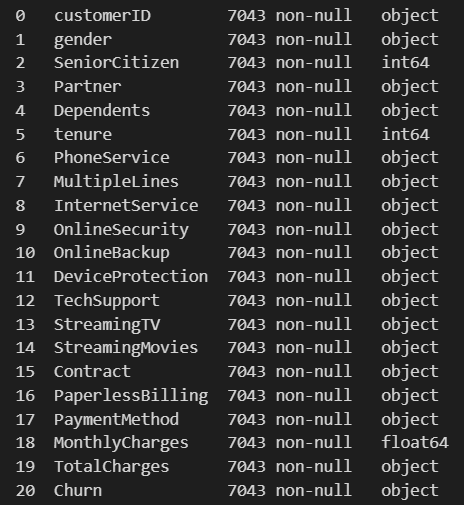 0 customerID 7043 non-null object
1 gender 7043 non-null object
2 SeniorCitizen 7043 non-null int64
3 Partner 7043 non-null object
4 Dependents 7043 non-null object
5 tenure 7043 non-null int64
6 PhoneService 7043 non-null object
7 MultipleLines 7043 non-null object
8 InternetService 7043 non-null object
9 OnlineSecurity 7043 non-null object
10 OnlineBackup 7043 non-null object
11 DeviceProtection 7043 non-null object
12 TechSupport 7043 non-null object
13 StreamingTV 7043 non-null object
14 StreamingMovies 7043 non-null object
15 Contract 7043 non-null object
16 PaperlessBilling 7043 non-null object
17 PaymentMethod 7043 non-null object
18 MonthlyCharges 7043 non-null float64
19 TotalCharges 7043 non-null object
20 Churn 7043 non-null object